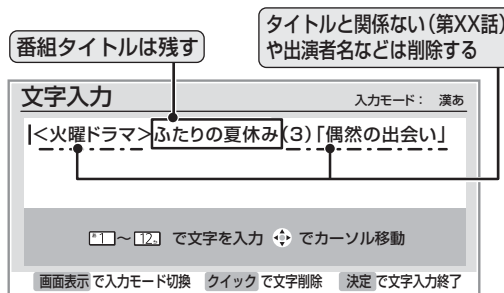 番組タイトルは残す
タイトルと関係ない(第XX話)
や出演者名などは削除する
文字入力
入力モード： 漢あ
<火曜ドラマ>ふたりの夏休み(3)「偶然の出会い」
1～12 で文字を入力 でカーソル移動
画面表示で入力モード切換 クイックで文字削除 決定で文字入力終了